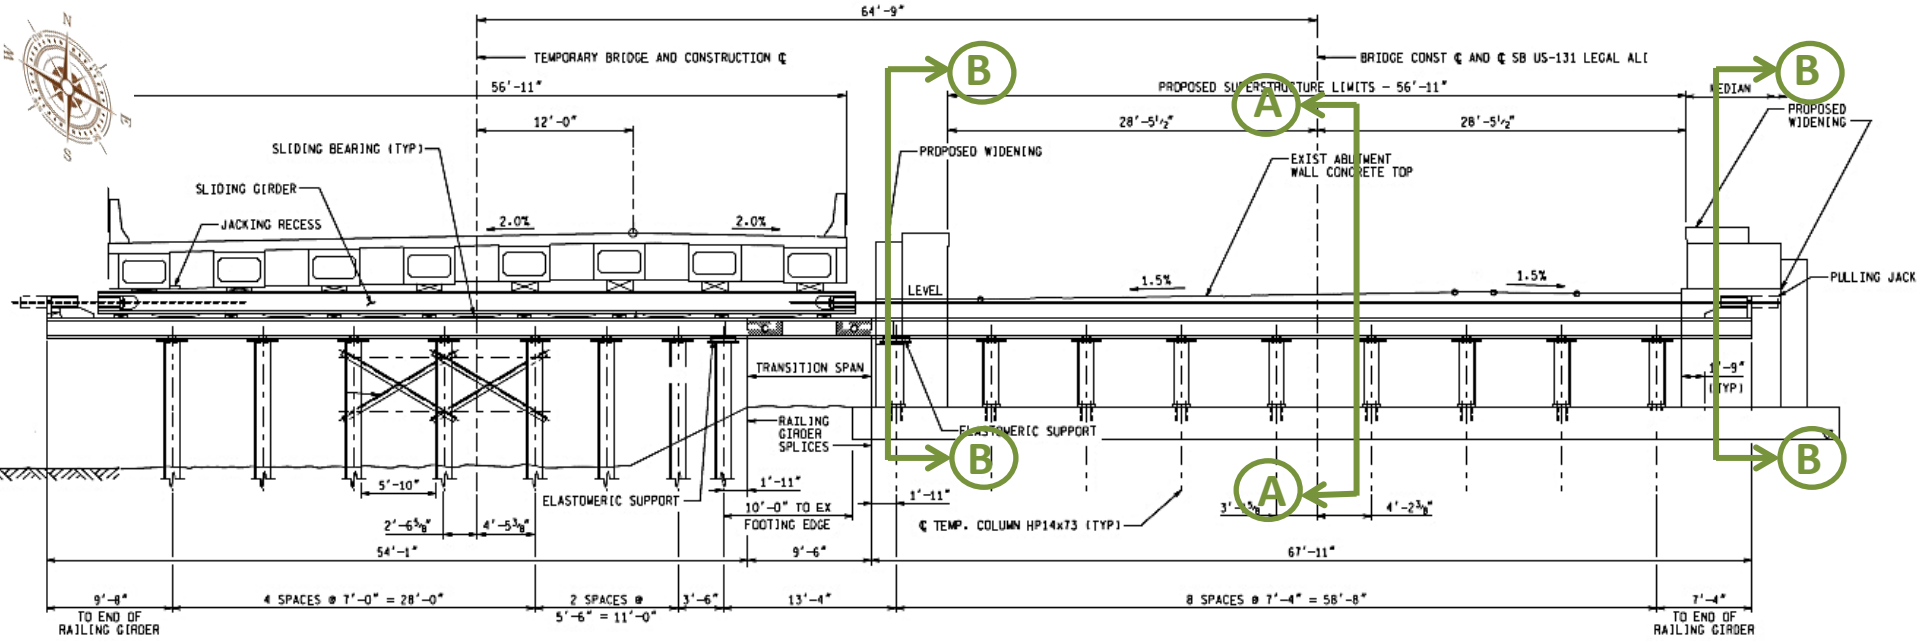 64'-9"
N
W
E
S
TEMPORARY BRIDGE AND CONSTRUCTION ℄
B
BRIDGE CONST ℄ AND ℄ SB US-131 LEGAL
B
56'-11"
A
PROPOSED SUPERSTRUCTURE LIMITS - 56'-11"
MEDIAN
12'-0"
28'-5½"
28'-5½"
PROPOSED
WIDENING
SLIDING BEARING (TYP)
PROPOSED WIDENING
EXIST ABUTMENT
WALL CONCRETE TOP
SLIDING GIRDER
JACKING RECESS
2.0%
2.0%
LEVEL
1.5%
1.5%
PULLING JACK
TRANSITION SPAN
1'-9"
(TYP)
RAILING
GIRDER
SPLICES
ELASTOMERIC SUPPORT
B
B
5'-10"
ELASTOMERIC SUPPORT
1'-11"
1'-11"
A
10'-0" TO EX
FOOTING EDGE
2'-6⅝"
4'-5⅜"
℄ TEMP. COLUMN HP14x73 (TYP)
4'-2⅜"
54'-1"
9'-6"
67'-11"
9'-8"
TO END OF
RAILING GIRDER
4 SPACES @ 7'-0" = 28'-0"
2 SPACES @
5'-6" = 11'-0"
3'-6"
13'-4"
8 SPACES @ 7'-4" = 58'-8"
7'-4"
TO END OF
RAILING GIRDER